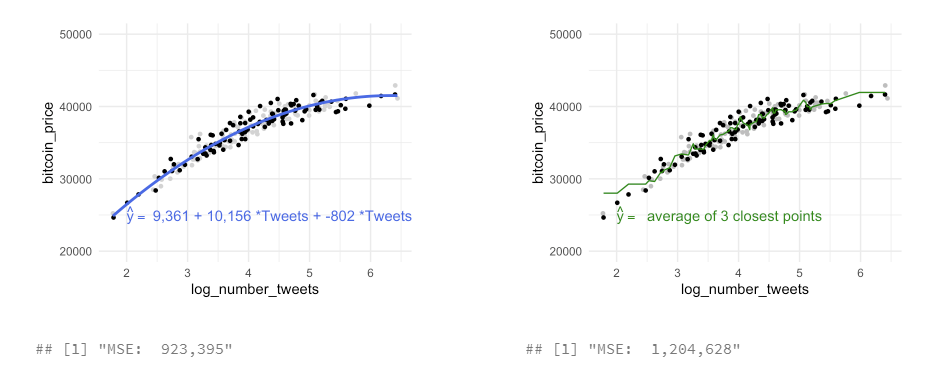 50000
40000
30000
20000
bitcoin_price
ŷ = 9,361 + 10,156 *Tweets + -802 *Tweets
2 3 4 5 6
log_number_tweets
## [1] "MSE:  923,395"
50000
40000
30000
20000
bitcoin_price
ŷ = average of 3 closest points
2 3 4 5 6
log_number_tweets
## [1] "MSE:  1,204,628"